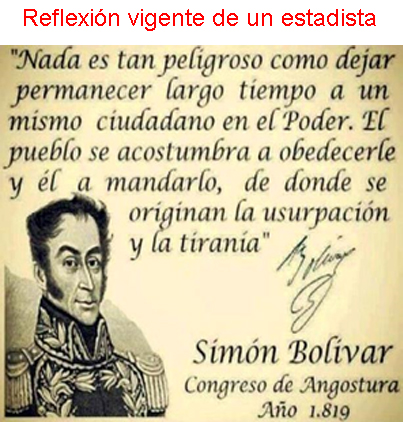 Reflexión vigente de un estadista
"Nada es tan peligroso como dejar
permanecer largo tiempo a un
mismo ciudadano en el Poder. El
pueblo se acostumbra a obedecerle
y él a mandarlo, de donde se
originan la usurpación
y la tiranía"
Bolívar
Simón Bolívar
Congreso de Angostura
Año 1.819